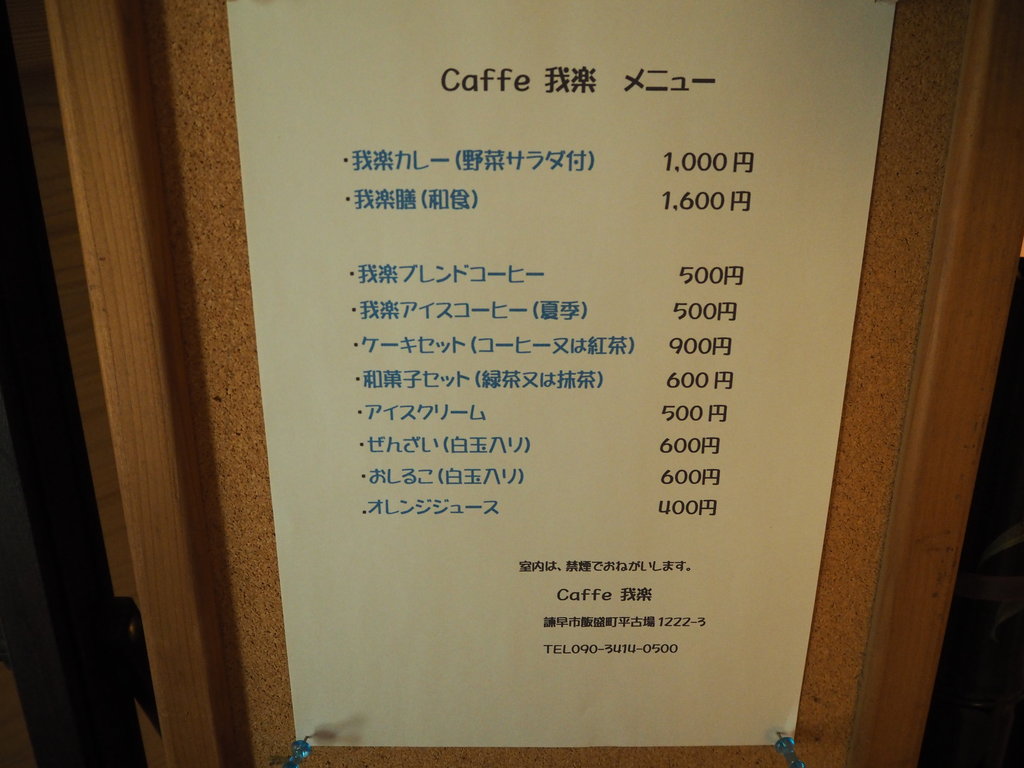 Caffe 我楽 メニュー
・我楽カレー(野菜サラダ付) 1,000円
・我楽膳(和食) 1,600円
・我楽ブレンドコーヒー 500円
・我楽アイスコーヒー(夏季) 500円
・ケーキセット(コーヒー又は紅茶) 900円
・和菓子セット(緑茶又は抹茶) 600円
・アイスクリーム 500円
・ぜんざい(白玉入り) 600円
・おしるこ(白玉入り) 600円
.オレンジジュース 400円
室内は、禁煙でおねがいします。
Caffe 我楽
諫早市飯盛町平古場1222-3
TEL090-3414-0500